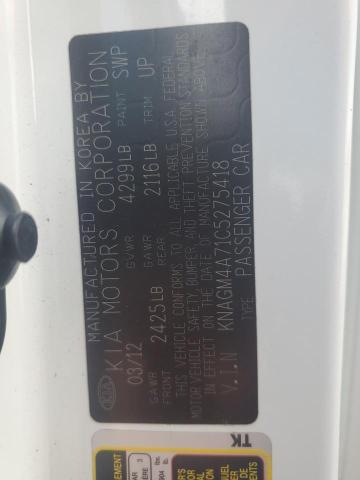 MANUFACTURED IN KOREA BY
KIA KIA MOTORS CORPORATION
03/12 GVWR 4299LB PAINT SWP
GAWR FRONT 2425LB GAWR REAR 2116LB TRIM UP
THIS VEHICLE CONFORMS TO ALL APPLICABLE U.S.A. FEDERAL
MOTOR VEHICLE SAFETY, BUMPER, AND THEFT PREVENTION STANDARDS
IN EFFECT ON THE DATE OF MANUFACTURE SHOWN ABOVE.
V.I.N KNAGM4A71C5275418
TYPE PASSENGER CAR
TK